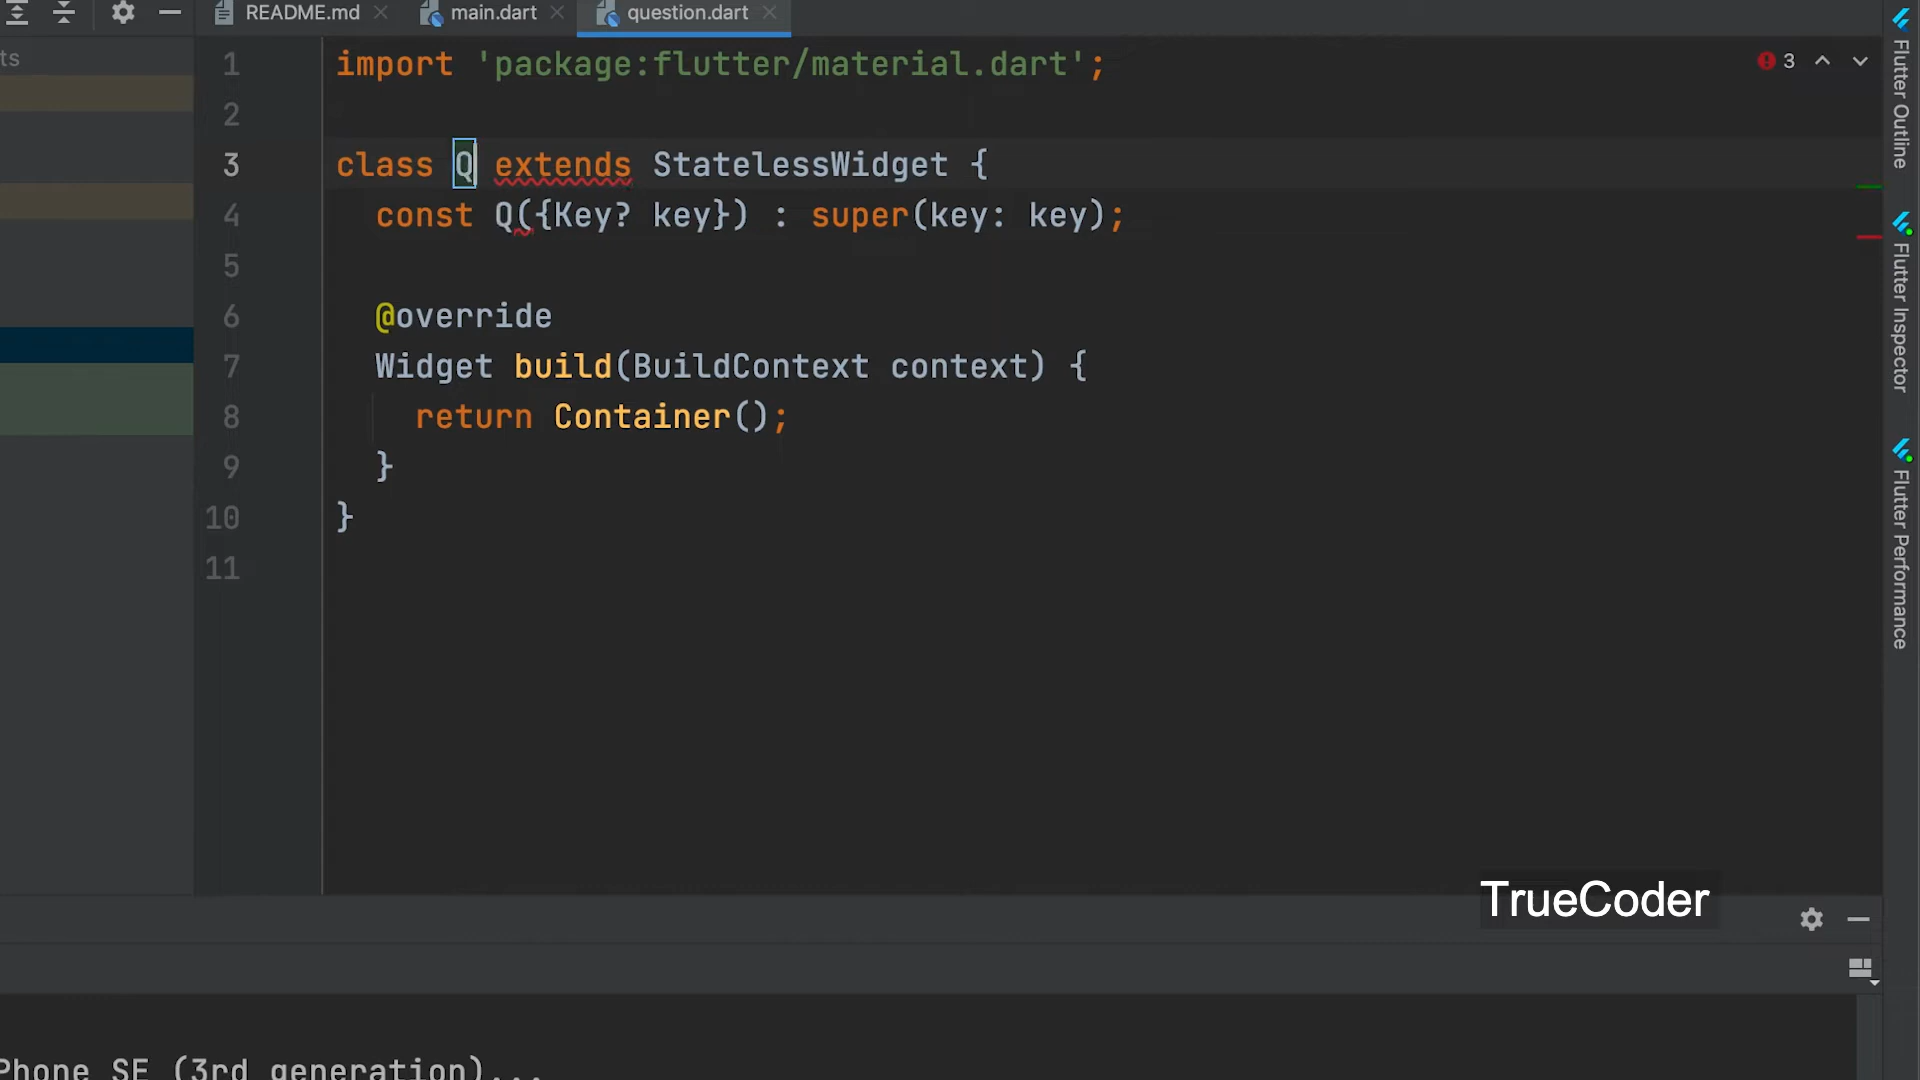 README.md main.dart question.dart
ts
1 import 'package:flutter/material.dart';
3
2
3 class Q extends StatelessWidget {
4 const Q({Key? key}) : super(key: key);
5
6 @override
7 Widget build(BuildContext context) {
8 return Container();
9 }
10 }
11
Flutter Outline
Flutter Inspector
Flutter Performance
TrueCoder
Phone SE (3rd generation)...